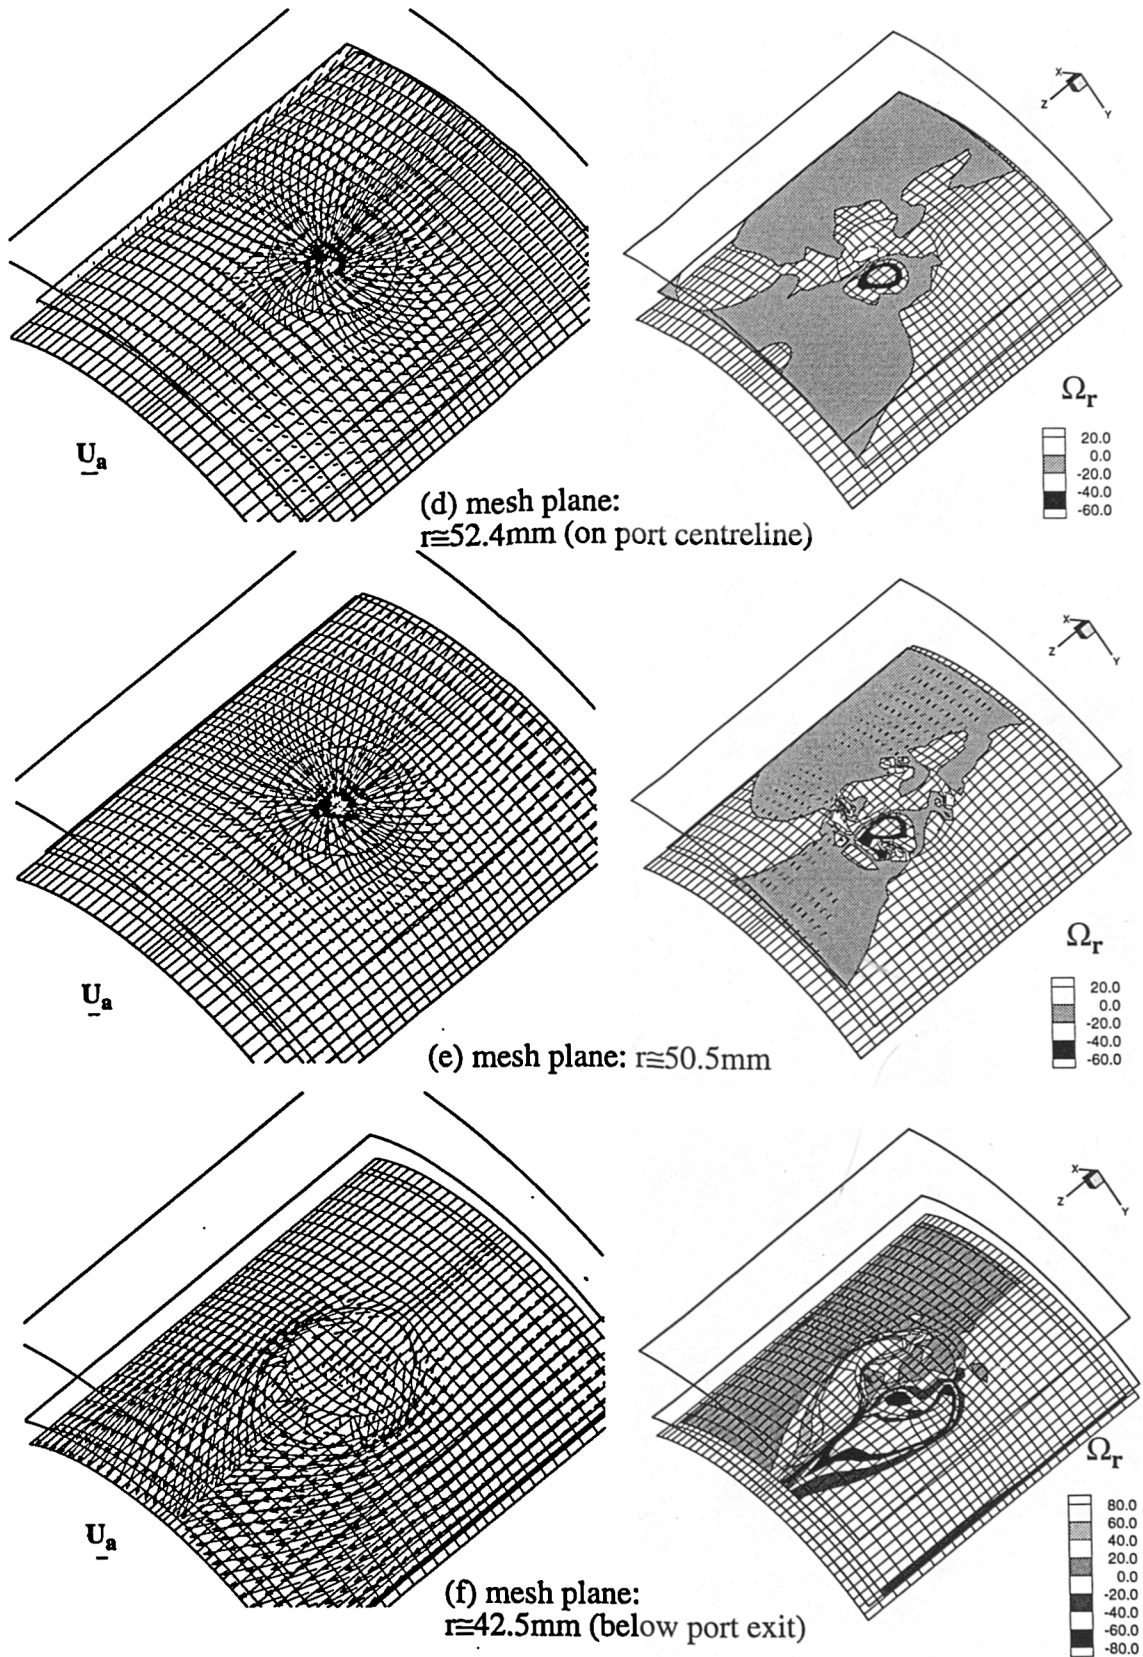 X
Z
Y
Ωr
20.0
0.0
-20.0
-40.0
-60.0
Ua
(d) mesh plane:
r≅52.4mm (on port centreline)
X
Z
Y
Ωr
20.0
0.0
-20.0
-40.0
-60.0
Ua
(e) mesh plane: r≅50.5mm
X
Z
Y
Ωr
80.0
60.0
40.0
20.0
0.0
-20.0
-40.0
-60.0
-80.0
Ua
(f) mesh plane:
r≅42.5mm (below port exit)